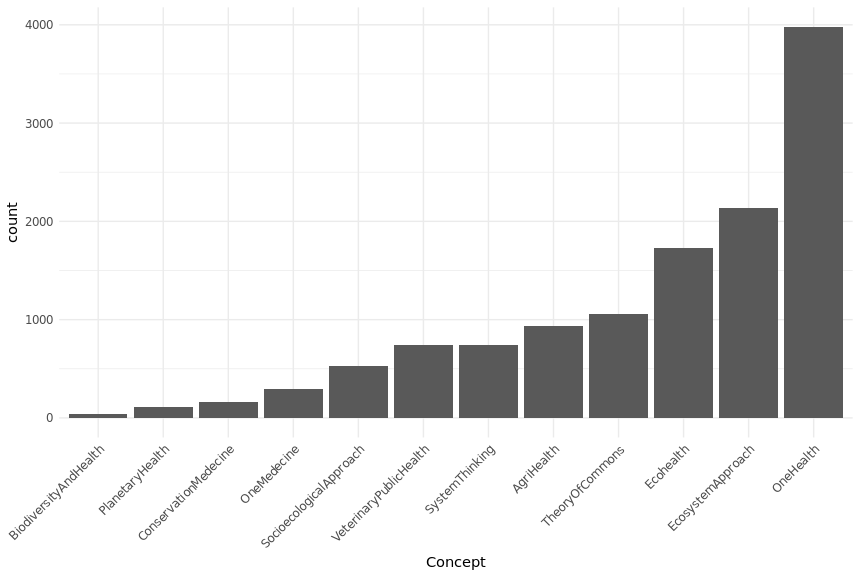 4000
3000
2000
1000
0
count
BiodiversityAndHealth
PlanetaryHealth
ConservationMedecine
OneMedecine
SocioecologicalApproach
VeterinaryPublicHealth
SystemThinking
AgriHealth
TheoryOfCommons
Ecohealth
EcosystemApproach
OneHealth
Concept